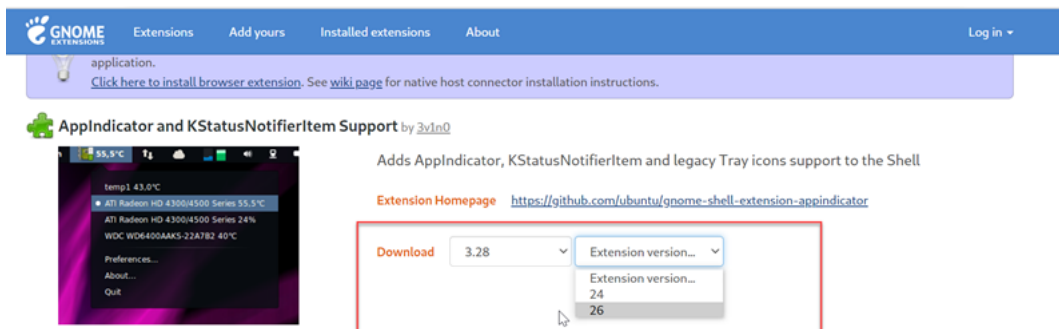 GNOME
EXTENSIONS
Extensions
Add yours
Installed extensions
About
Log in
application.
Click here to install browser extension. See wiki page for native host connector installation instructions.
AppIndicator and KStatusNotifierItem Support by 3v1n0
55,5°C
temp1 43,0°C
ATI Radeon HD 4300/4500 Series 55,5°C
ATI Radeon HD 4300/4500 Series 24%
WDC WD6400AAKS-22A7B2 40°C
Preferences...
About...
Quit
Adds AppIndicator, KStatusNotifierItem and legacy Tray icons support to the Shell
Extension Homepage https://github.com/ubuntu/gnome-shell-extension-appindicator
Download 3.28 Extension version...
Extension version...
24
26